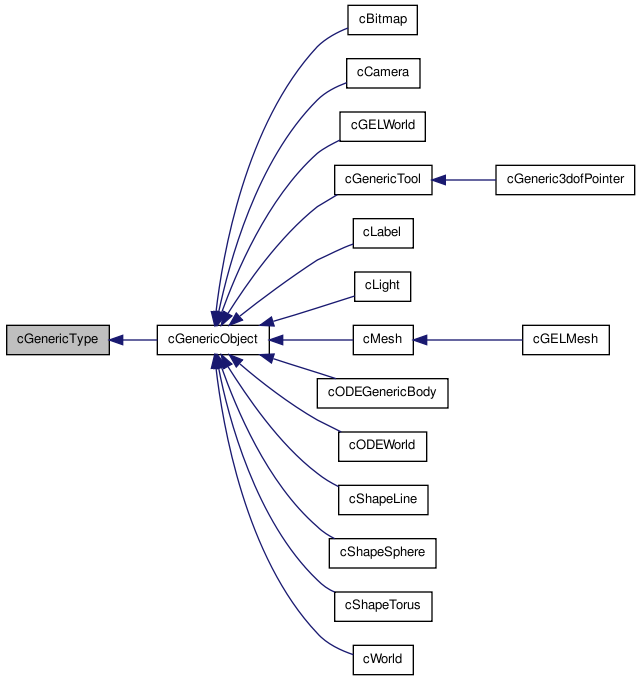 cBitmap
cCamera
cGELWorld
cGenericTool
cGeneric3dofPointer
cLabel
cLight
cGenericType
cGenericObject
cMesh
cGELMesh
cODEGenericBody
cODEWorld
cShapeLine
cShapeSphere
cShapeTorus
cWorld